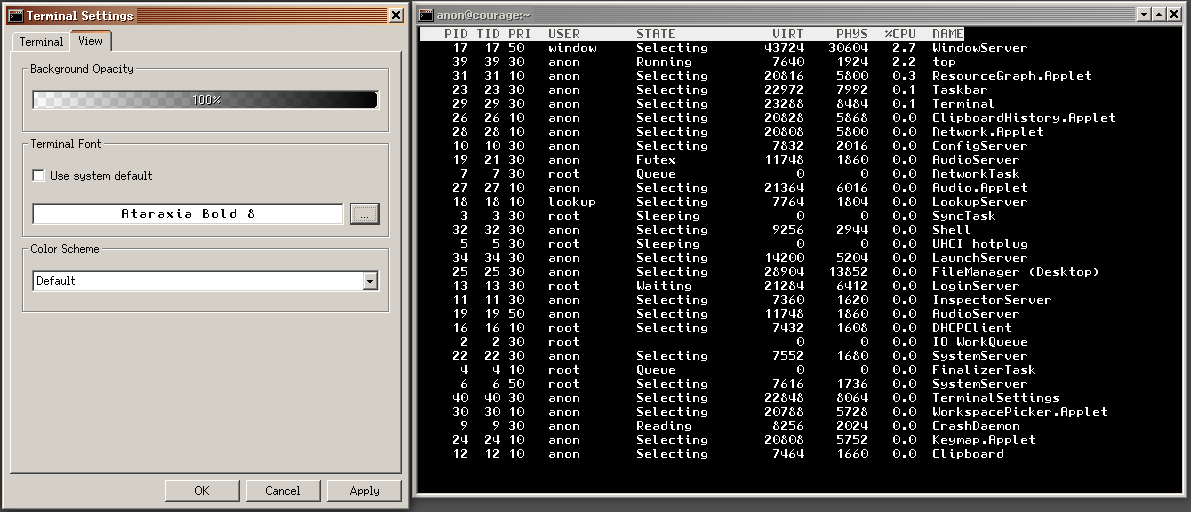 Terminal Settings
Terminal View
Background Opacity
100%
Terminal Font
Use system default
Ataraxia Bold 8
...
Color Scheme
Default
OK Cancel Apply
anon@courage:~
PID TID PRI USER STATE VIRT PHYS %CPU NAME
17 17 50 window Selecting 43724 30604 2.7 WindowServer
39 39 30 anon Running 7640 1924 2.2 top
31 31 10 anon Selecting 20816 5800 0.3 ResourceGraph.Applet
23 23 30 anon Selecting 22972 7992 0.1 Taskbar
29 29 30 anon Selecting 23288 8484 0.1 Terminal
26 26 10 anon Selecting 20828 5868 0.0 ClipboardHistory.Applet
28 28 10 anon Selecting 20808 5800 0.0 Network.Applet
10 10 30 anon Selecting 7832 2016 0.0 ConfigServer
19 21 30 anon Futex 11748 1860 0.0 AudioServer
7 7 30 root Queue 0 0 0.0 NetworkTask
27 27 10 anon Selecting 21364 6016 0.0 Audio.Applet
18 18 10 lookup Selecting 7764 1804 0.0 LookupServer
3 3 30 root Sleeping 0 0 0.0 SyncTask
32 32 30 anon Selecting 9256 2944 0.0 Shell
5 5 30 root Sleeping 0 0 0.0 UHCI hotplug
34 34 30 anon Selecting 14200 5204 0.0 LaunchServer
25 25 30 anon Selecting 28904 13852 0.0 FileManager (Desktop)
13 13 30 root Waiting 21284 6412 0.0 LoginServer
11 11 30 anon Selecting 7360 1620 0.0 InspectorServer
19 19 50 anon Selecting 11748 1860 0.0 AudioServer
16 16 10 root Selecting 7432 1608 0.0 DHCPClient
2 2 30 root 0 0 0.0 IO WorkQueue
22 22 30 anon Selecting 7552 1680 0.0 SystemServer
4 4 10 root Queue 0 0 0.0 FinalizerTask
6 6 50 root Selecting 7616 1736 0.0 SystemServer
40 40 30 anon Selecting 22848 8064 0.0 TerminalSettings
30 30 10 anon Selecting 20788 5728 0.0 WorkspacePicker.Applet
9 9 30 anon Reading 8256 2024 0.0 CrashDaemon
24 24 10 anon Selecting 20808 5752 0.0 Keymap.Applet
12 12 10 anon Selecting 7464 1660 0.0 Clipboard